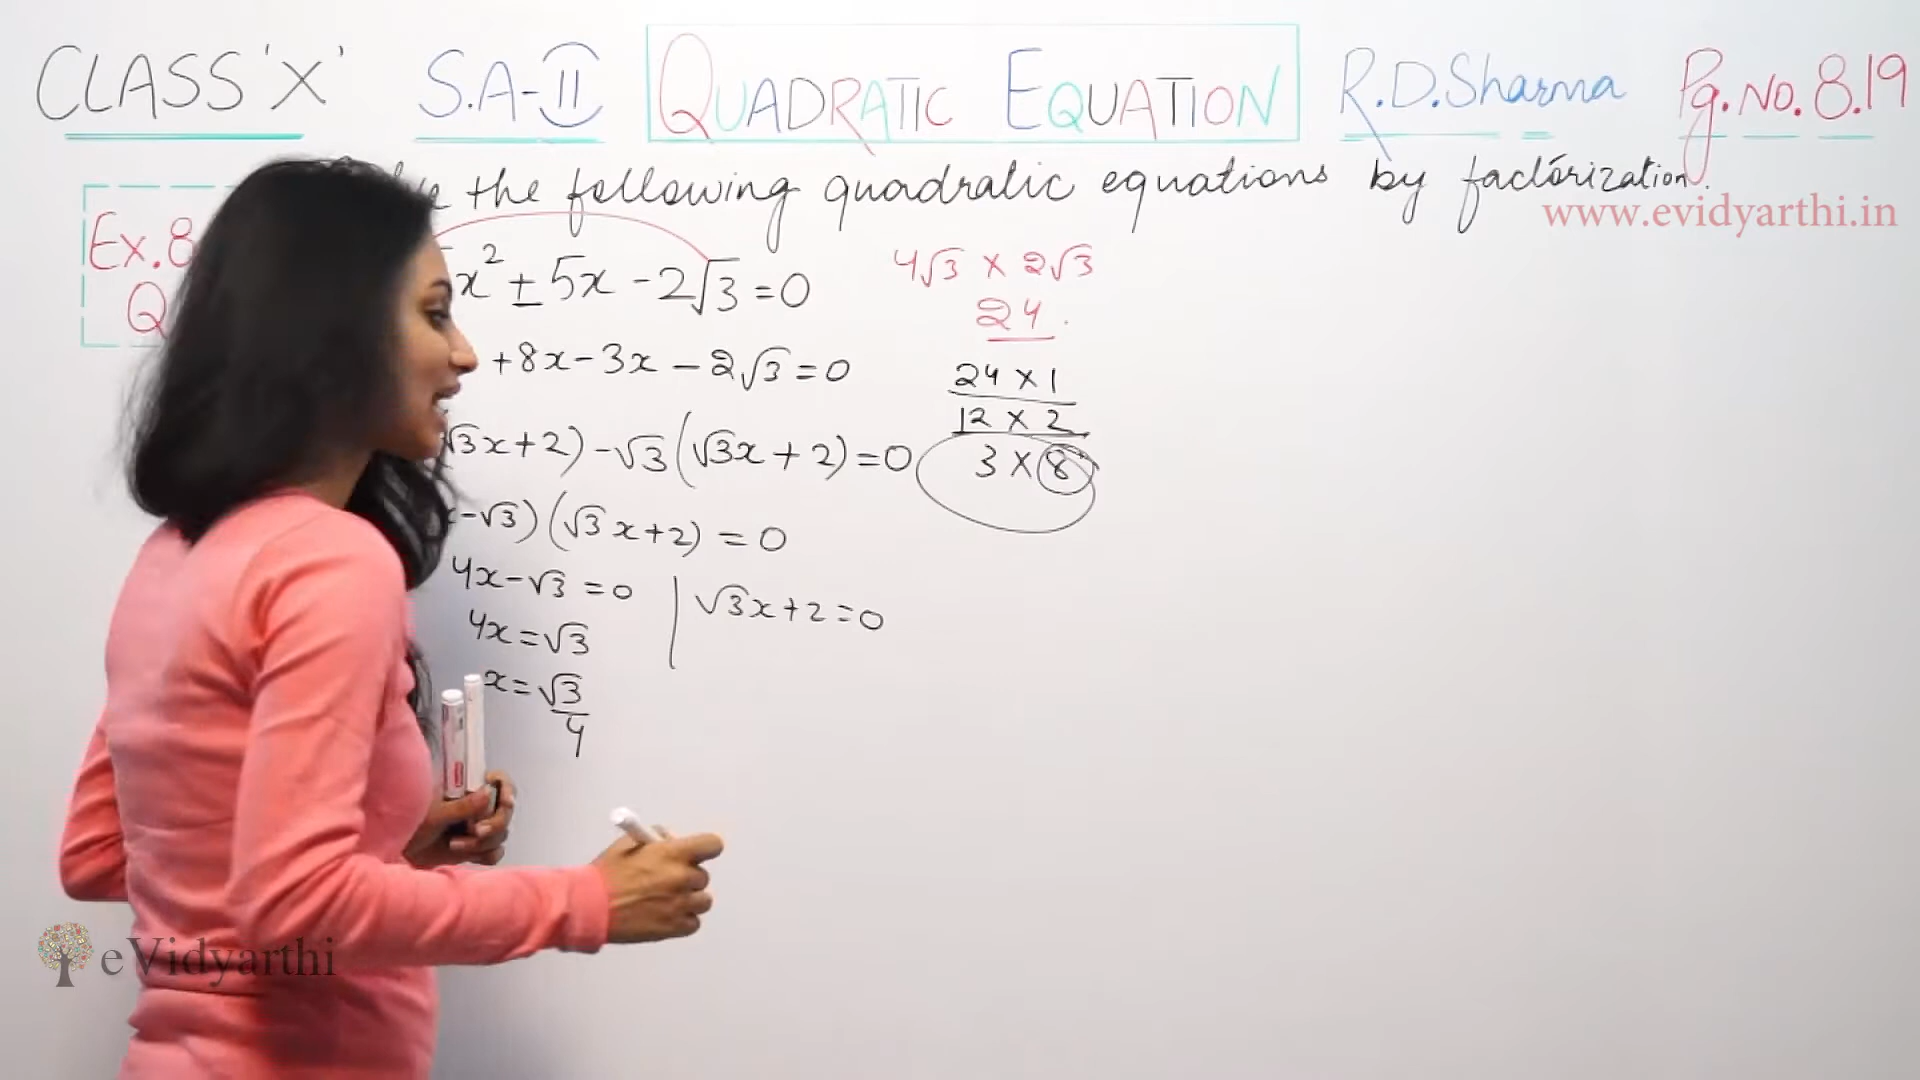 CLASS 'X' S.A-II QUADRATIC EQUATION R.D.Sharma Pg.No.8.19
the following quadratic equations by factorization.
www.evidyarthi.in
Ex.8
Q
x² + 5x - 2√3 = 0
+8x - 3x - 2√3 = 0
√3x + 2) - √3 (√3x + 2) = 0
- √3) (√3x + 2) = 0
4x - √3 = 0 | √3x + 2 = 0
4x = √3
x = √3/4
4√3 × 2√3
24.
24 × 1
12 × 2
3 × 8
eVidyarthi